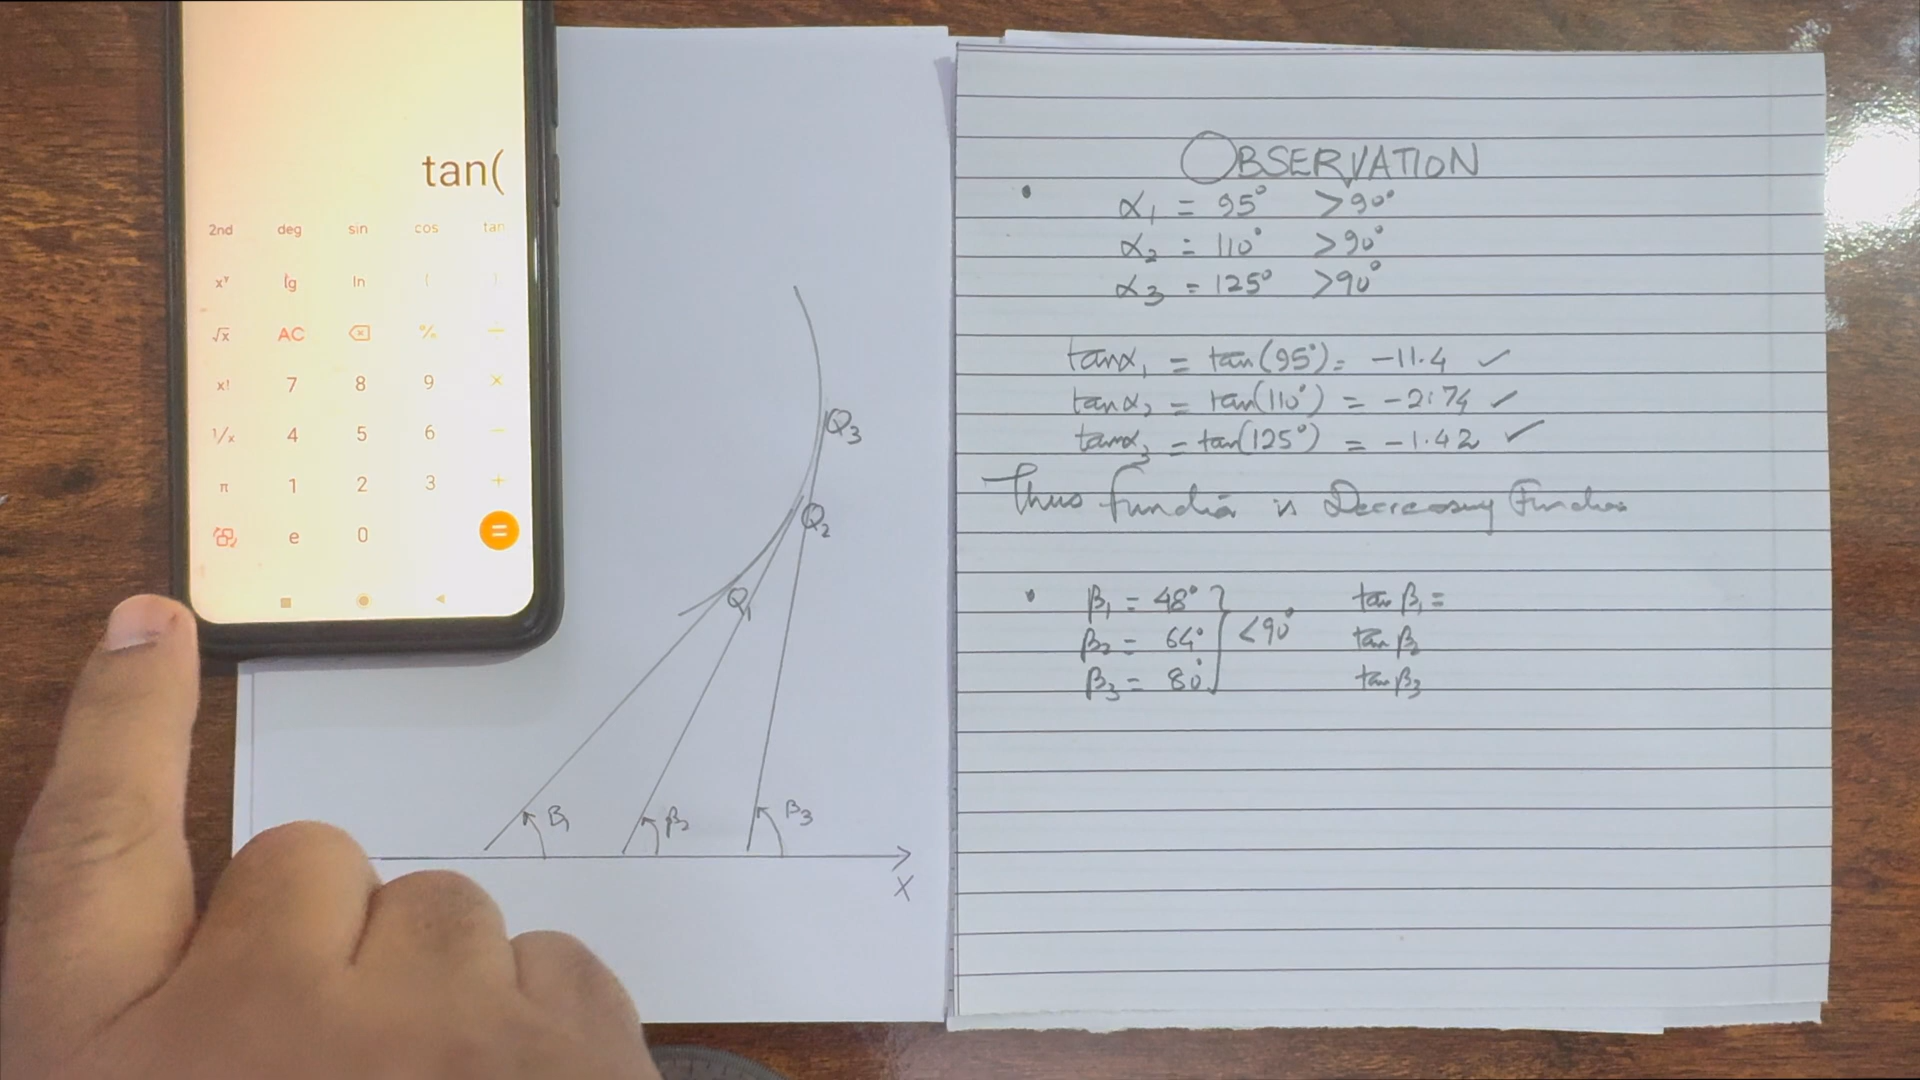 tan(
2nd deg sin cos tan
xʸ lg ln ( )
√x AC % ÷
x! 7 8 9 ×
1/x 4 5 6 −
π 1 2 3 +
e 0 =
Q3
Q2
Q1
β1 β2 β3
X
OBSERVATION
• α1 = 95° >90°
α2 = 110° >90°
α3 = 125° >90°
tanα1 = tan(95°) = -11.4 ✓
tanα2 = tan(110°) = -2.74 ✓
tanα3 = tan(125°) = -1.42 ✓
Thus function is Decreasing Function
• β1 = 48° } tan β1 =
β2 = 64° } <90° tan β2
β3 = 80° } tan β3